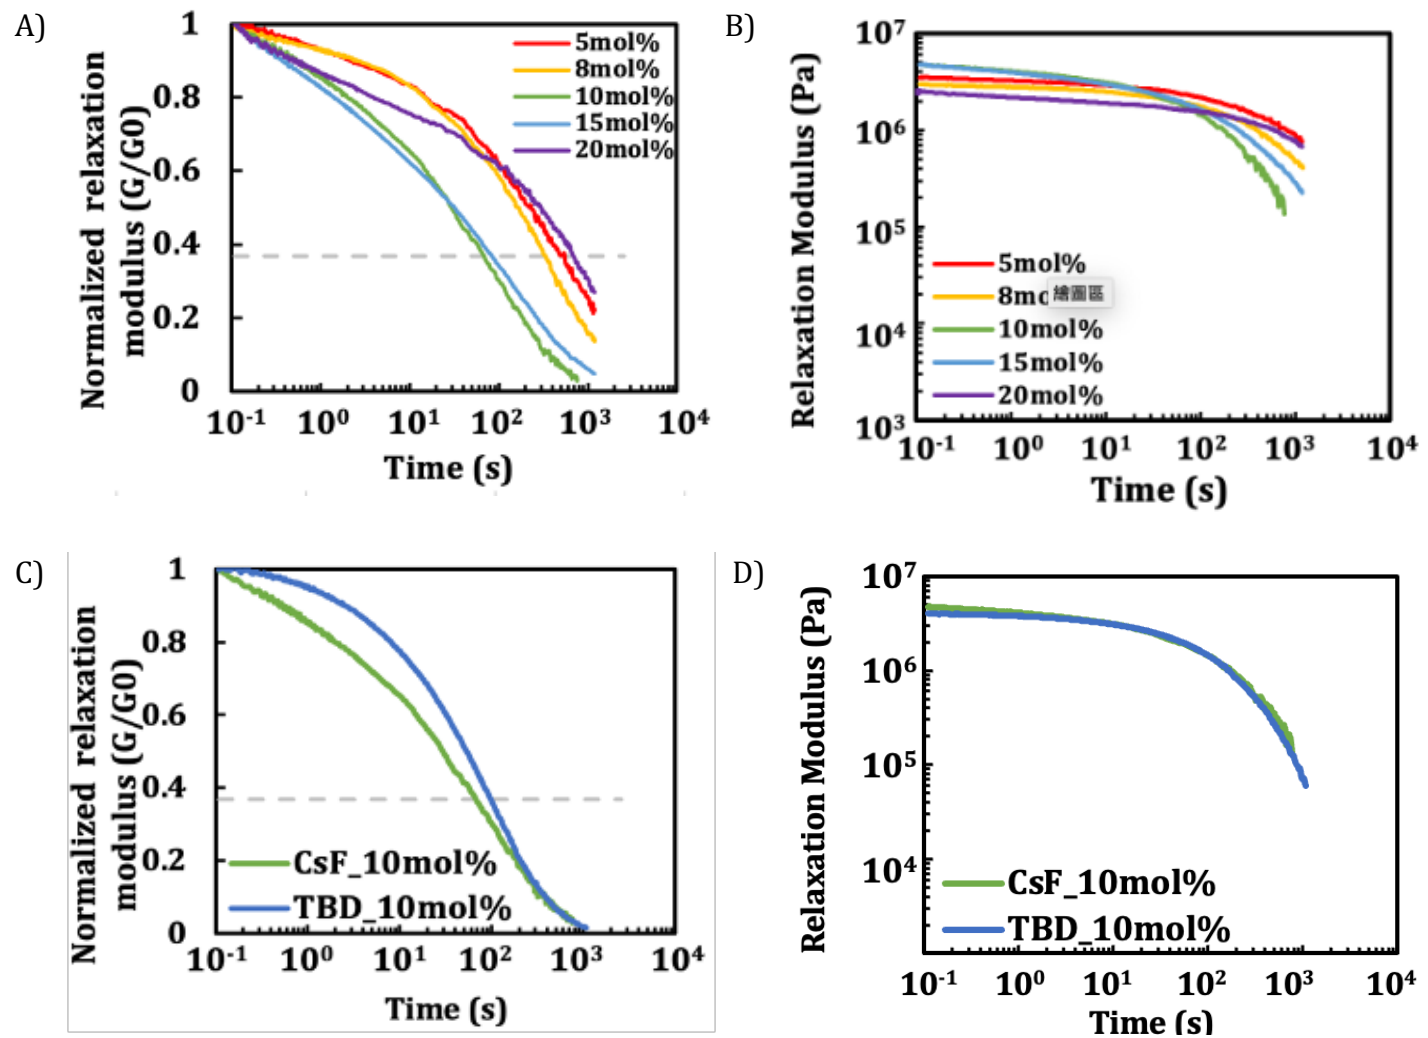 A)
Normalized relaxation
modulus (G/G0)
1
0.8
0.6
0.4
0.2
0
5mol%
8mol%
10mol%
15mol%
20mol%
10-1 100 101 102 103 104
Time (s)
B)
Relaxation Modulus (Pa)
107
106
105
104
103
5mol%
8mo 繪圖區
10mol%
15mol%
20mol%
10-1 100 101 102 103 104
Time (s)
C)
Normalized relaxation
modulus (G/G0)
1
0.8
0.6
0.4
0.2
0
CsF_10mol%
TBD_10mol%
10-1 100 101 102 103 104
Time (s)
D)
Relaxation Modulus (Pa)
107
106
105
104
CsF_10mol%
TBD_10mol%
10-1 100 101 102 103 104
Time (s)